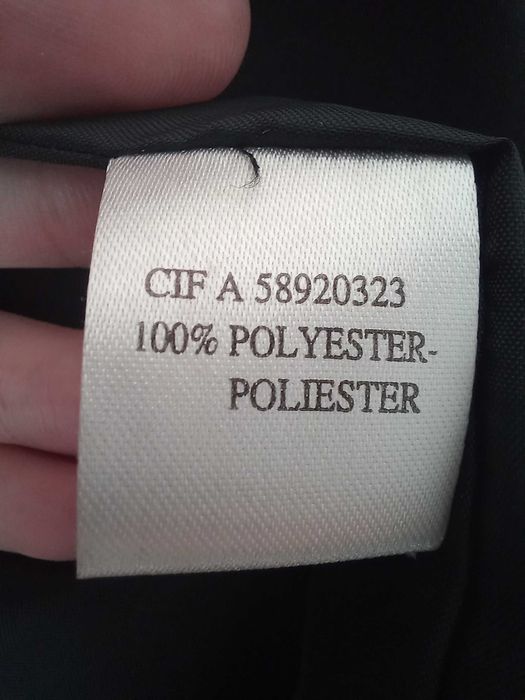 CIF A 58920323
100% POLYESTER-
POLIESTER